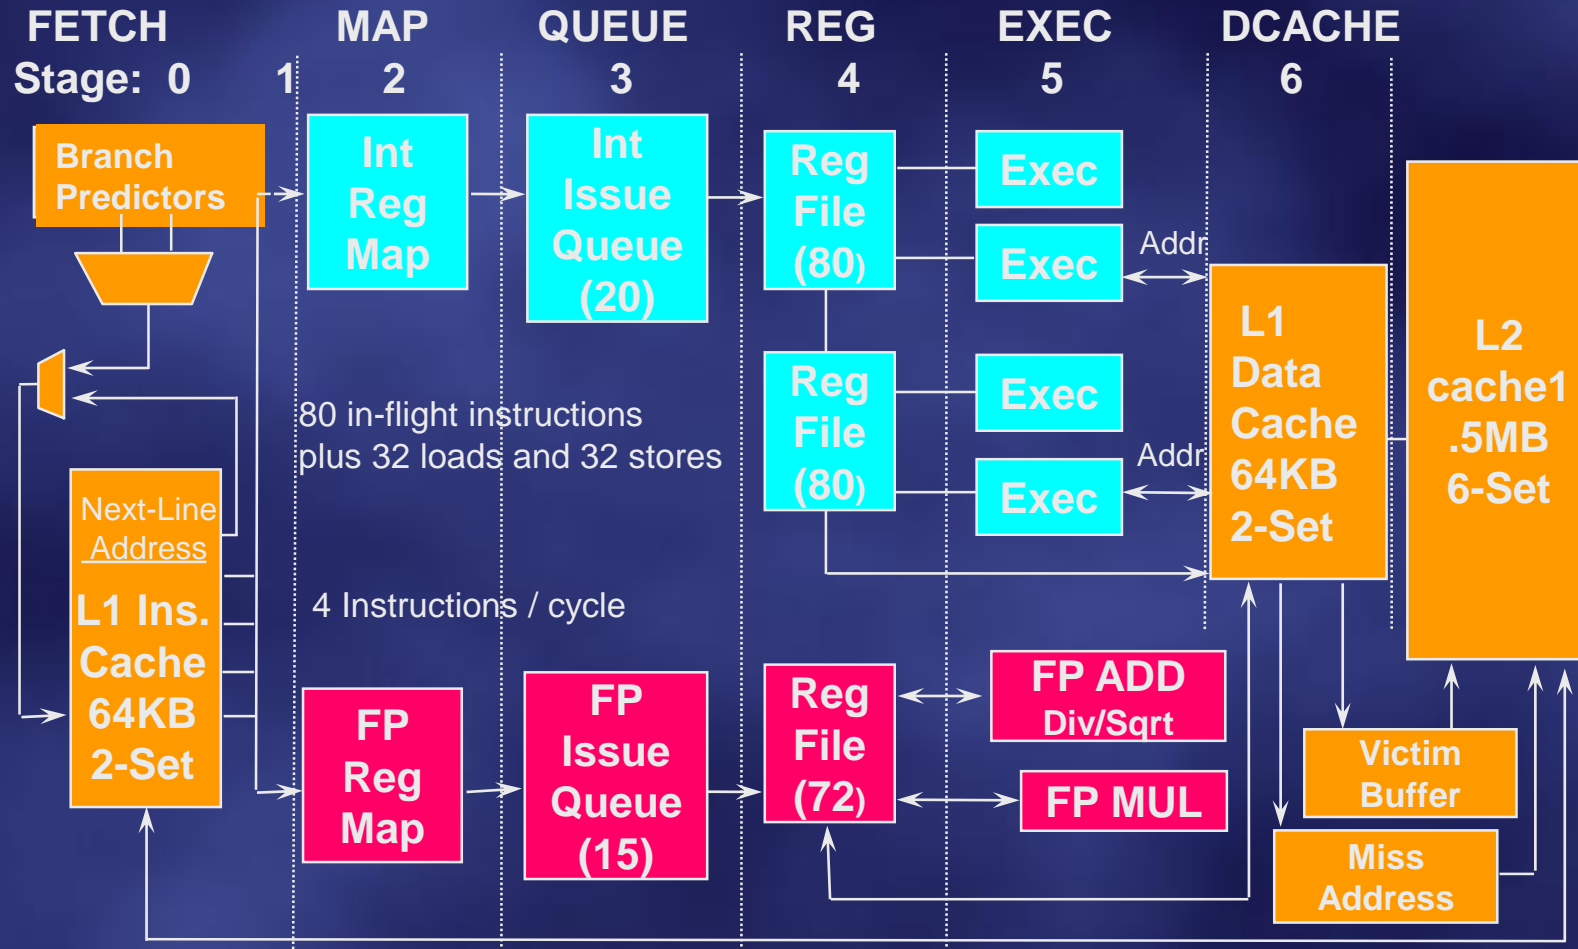 FETCH MAP QUEUE REG EXEC DCACHE
Stage: 0 1 2 3 4 5 6
Branch
Predictors
Int
Reg
Map
Int
Issue
Queue
(20)
Reg
File
(80)
Exec
Exec
Addr
80 in-flight instructions
plus 32 loads and 32 stores
Reg
File
(80)
Exec
Addr
Exec
L1
Data
Cache
64KB
2-Set
L2
cache1
.5MB
6-Set
Next-Line
Address
L1 Ins.
Cache
64KB
2-Set
4 Instructions / cycle
FP
Reg
Map
FP
Issue
Queue
(15)
Reg
File
(72)
FP ADD
Div/Sqrt
FP MUL
Victim
Buffer
Miss
Address